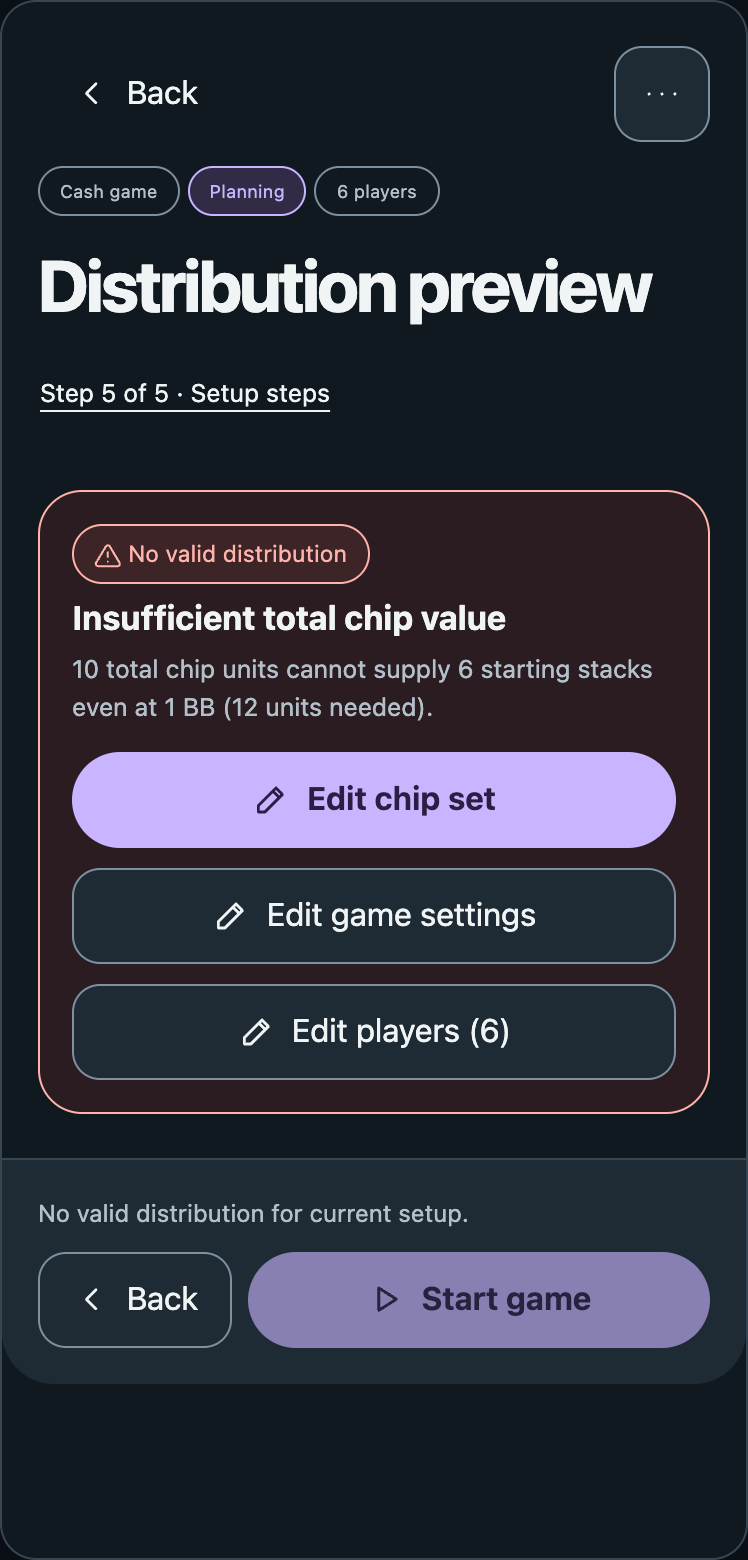 Back
...
Cash game
Planning
6 players
Distribution preview
Step 5 of 5 · Setup steps
No valid distribution
Insufficient total chip value
10 total chip units cannot supply 6 starting stacks
even at 1 BB (12 units needed).
Edit chip set
Edit game settings
Edit players (6)
No valid distribution for current setup.
Back
Start game